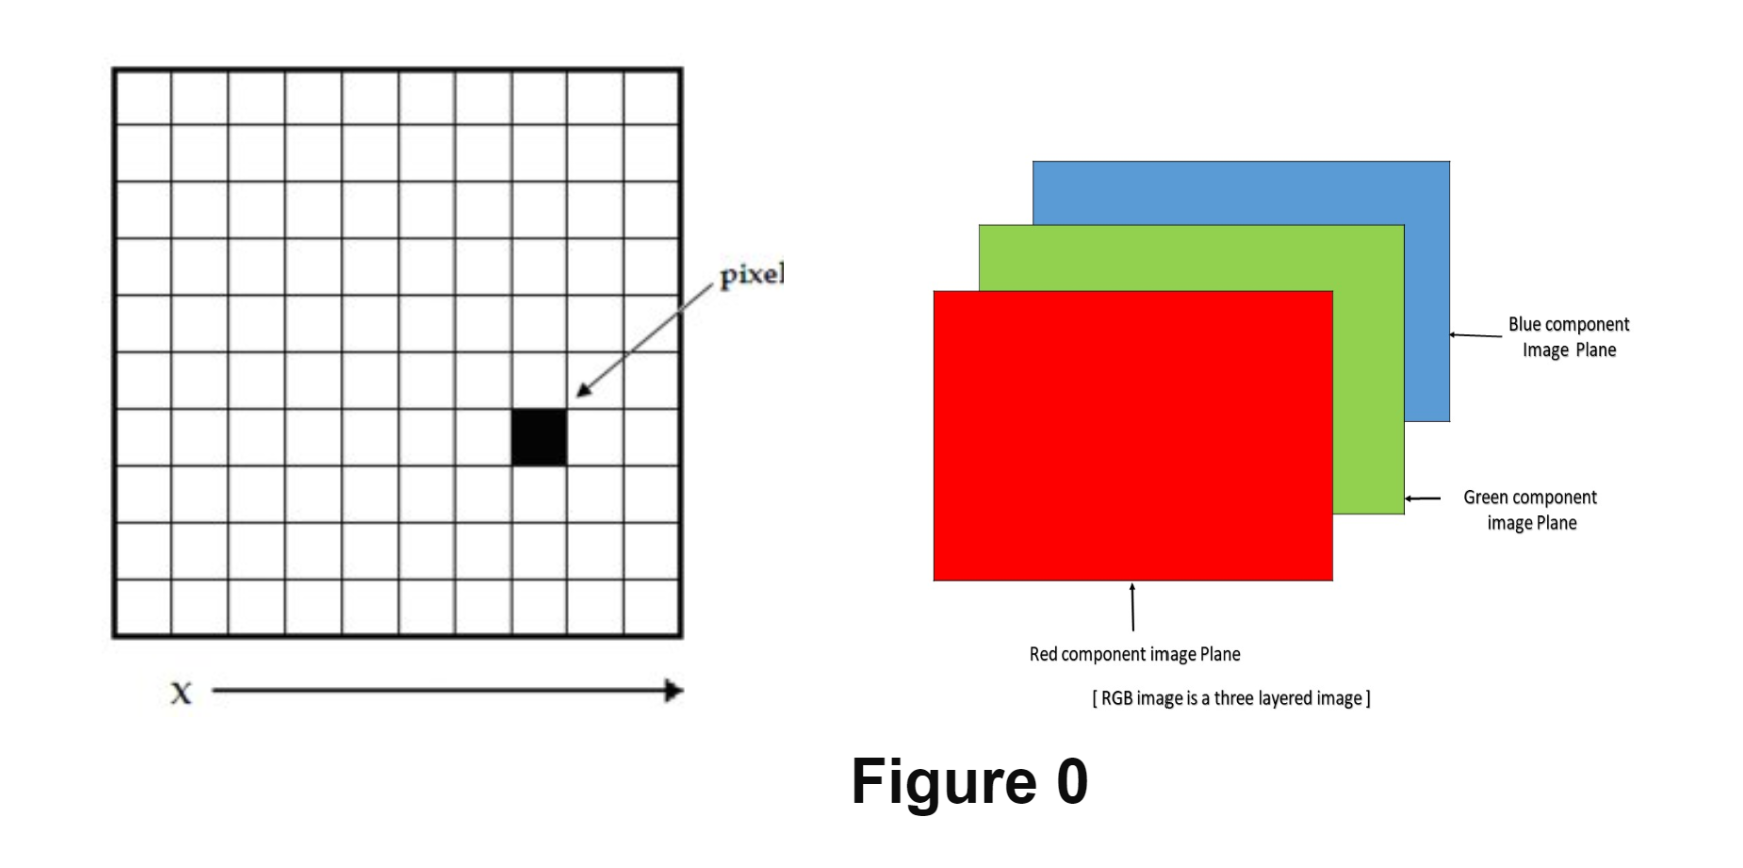 pixel
X
Blue component
Image Plane
Green component
image Plane
Red component image Plane
[ RGB image is a three layered image ]
Figure 0